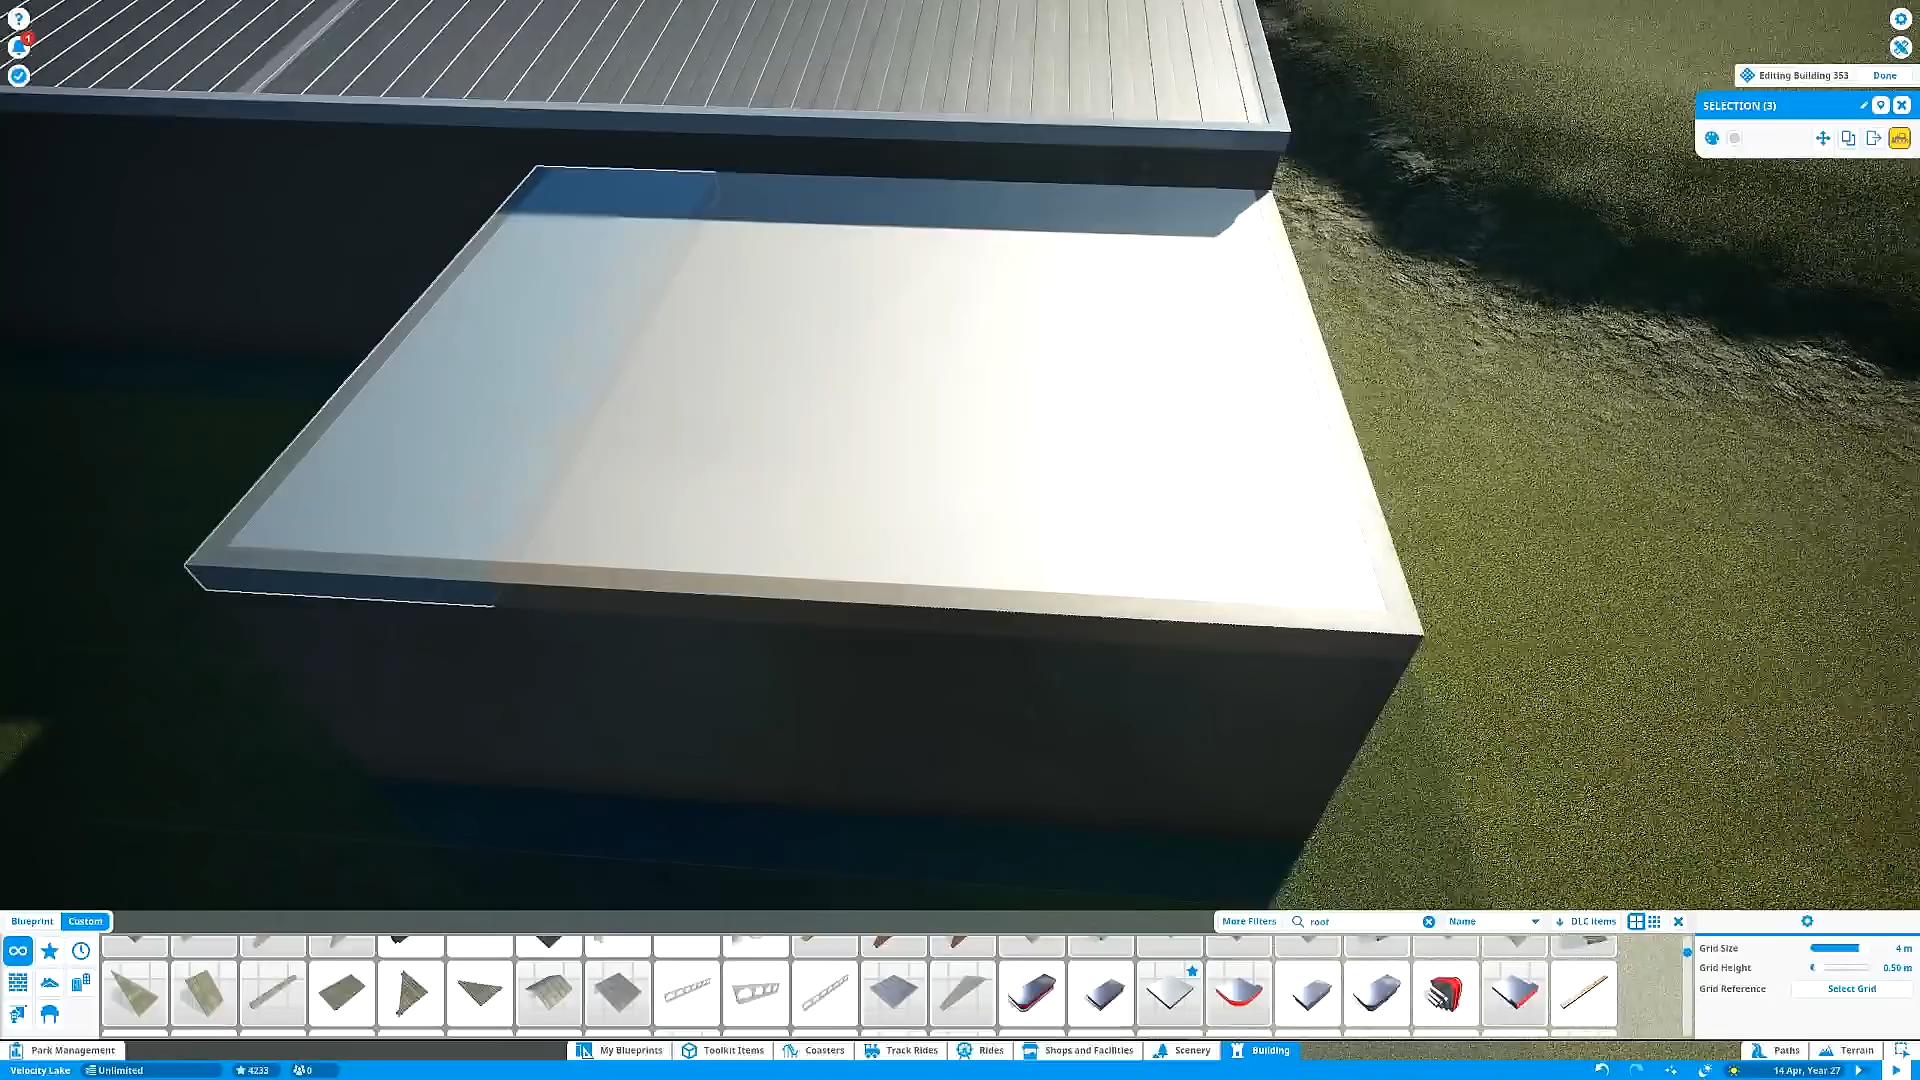 ?
1
Editing Building 353 Done
SELECTION (3)
Blueprint Custom
More Filters roof Name DLC Items
Grid Size 4 m
Grid Height 0.50 m
Grid Reference Select Grid
Park Management My Blueprints Toolkit Items Coasters Track Rides Rides Shops and Facilities Scenery Building Paths Terrain
Velocity Lake Unlimited 4233 0 14 Apr, Year 27